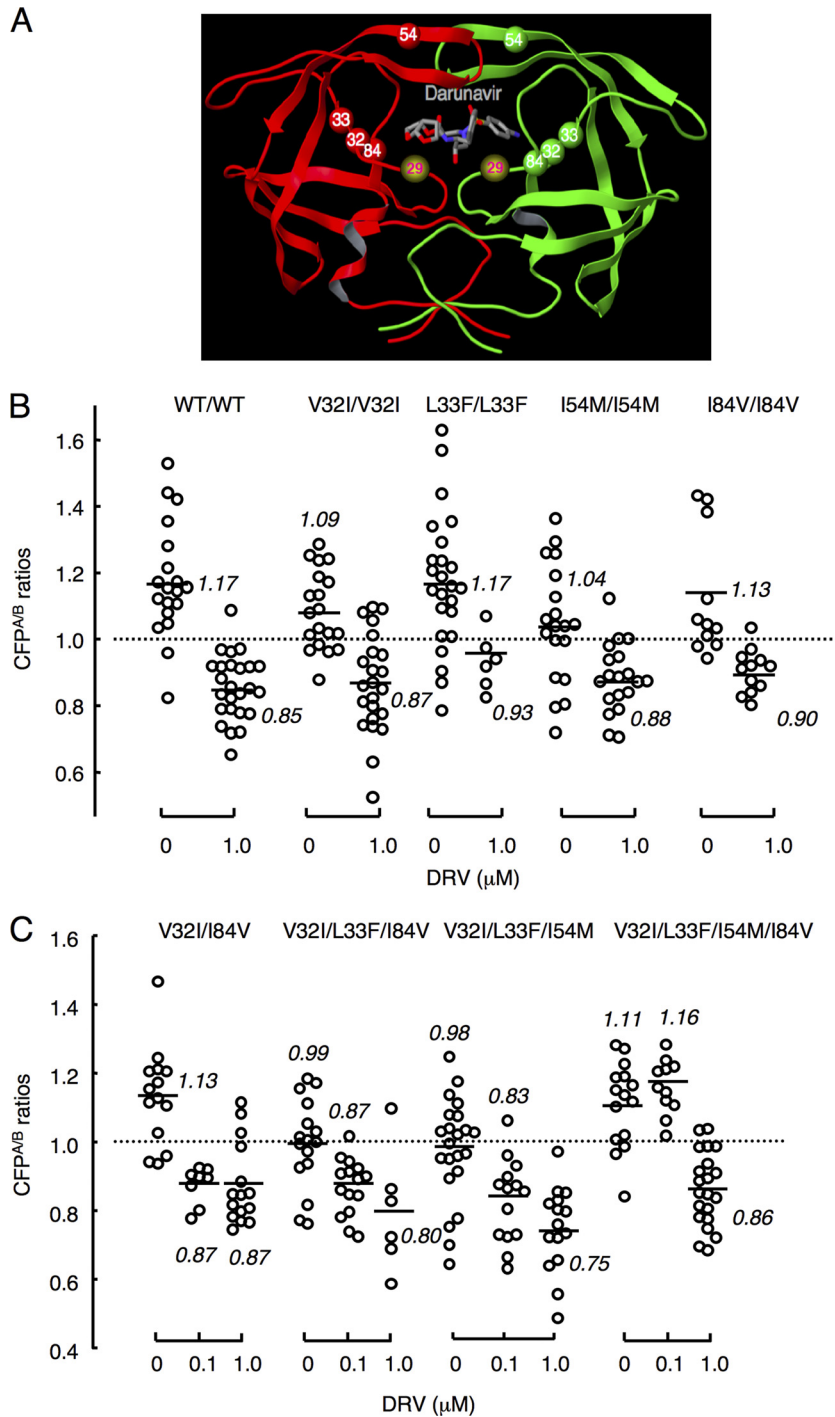 A
54 54
Darunavir
33 33
32 32
84 84
29 29
B
WT/WT V32I/V32I L33F/L33F I54M/I54M I84V/I84V
1.6
1.4
1.2
1.0
0.8
0.6
CFPA/B ratios
1.17 0.85 1.09 0.87 1.17 0.93 1.04 0.88 1.13 0.90
0 1.0 0 1.0 0 1.0 0 1.0 0 1.0
DRV (μM)
C
V32I/I84V V32I/L33F/I84V V32I/L33F/I54M V32I/L33F/I54M/I84V
1.6
1.4
1.2
1.0
0.8
0.6
0.4
CFPA/B ratios
1.13 0.87 0.87 0.99 0.87 0.80 0.98 0.83 0.75 1.11 1.16 0.86
0 0.1 1.0 0 0.1 1.0 0 0.1 1.0 0 0.1 1.0
DRV (μM)